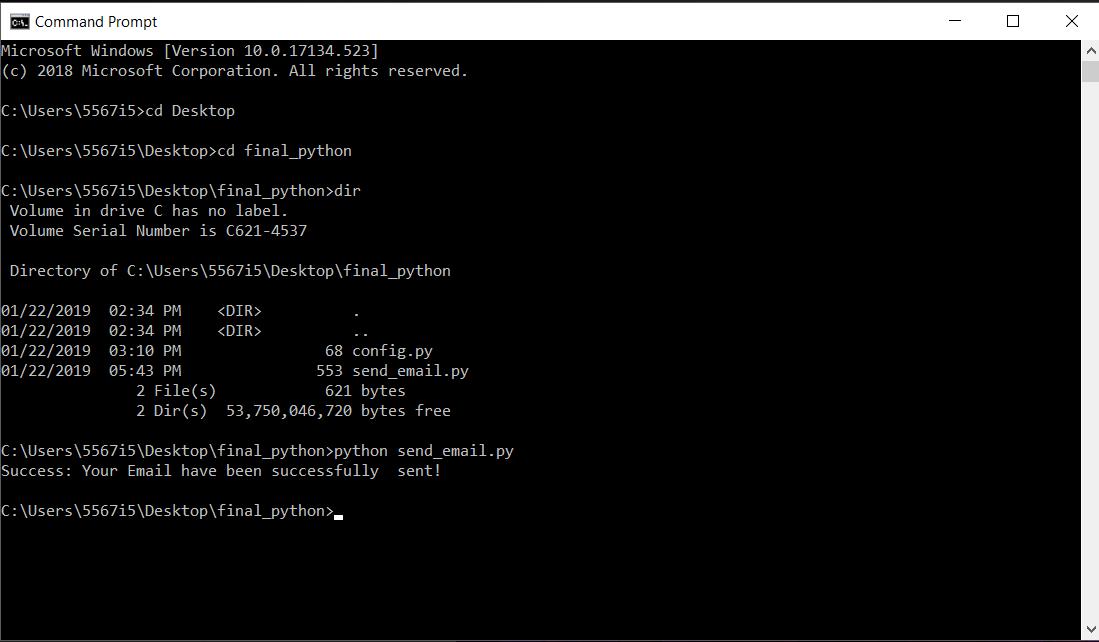 Command Prompt
Microsoft Windows [Version 10.0.17134.523]
(c) 2018 Microsoft Corporation. All rights reserved.
C:\Users\5567i5>cd Desktop
C:\Users\5567i5\Desktop>cd final_python
C:\Users\5567i5\Desktop\final_python>dir
 Volume in drive C has no label.
 Volume Serial Number is C621-4537
 Directory of C:\Users\5567i5\Desktop\final_python
01/22/2019  02:34 PM    <DIR>          .
01/22/2019  02:34 PM    <DIR>          ..
01/22/2019  03:10 PM                68 config.py
01/22/2019  05:43 PM               553 send_email.py
               2 File(s)            621 bytes
               2 Dir(s)  53,750,046,720 bytes free
C:\Users\5567i5\Desktop\final_python>python send_email.py
Success: Your Email have been successfully  sent!
C:\Users\5567i5\Desktop\final_python>